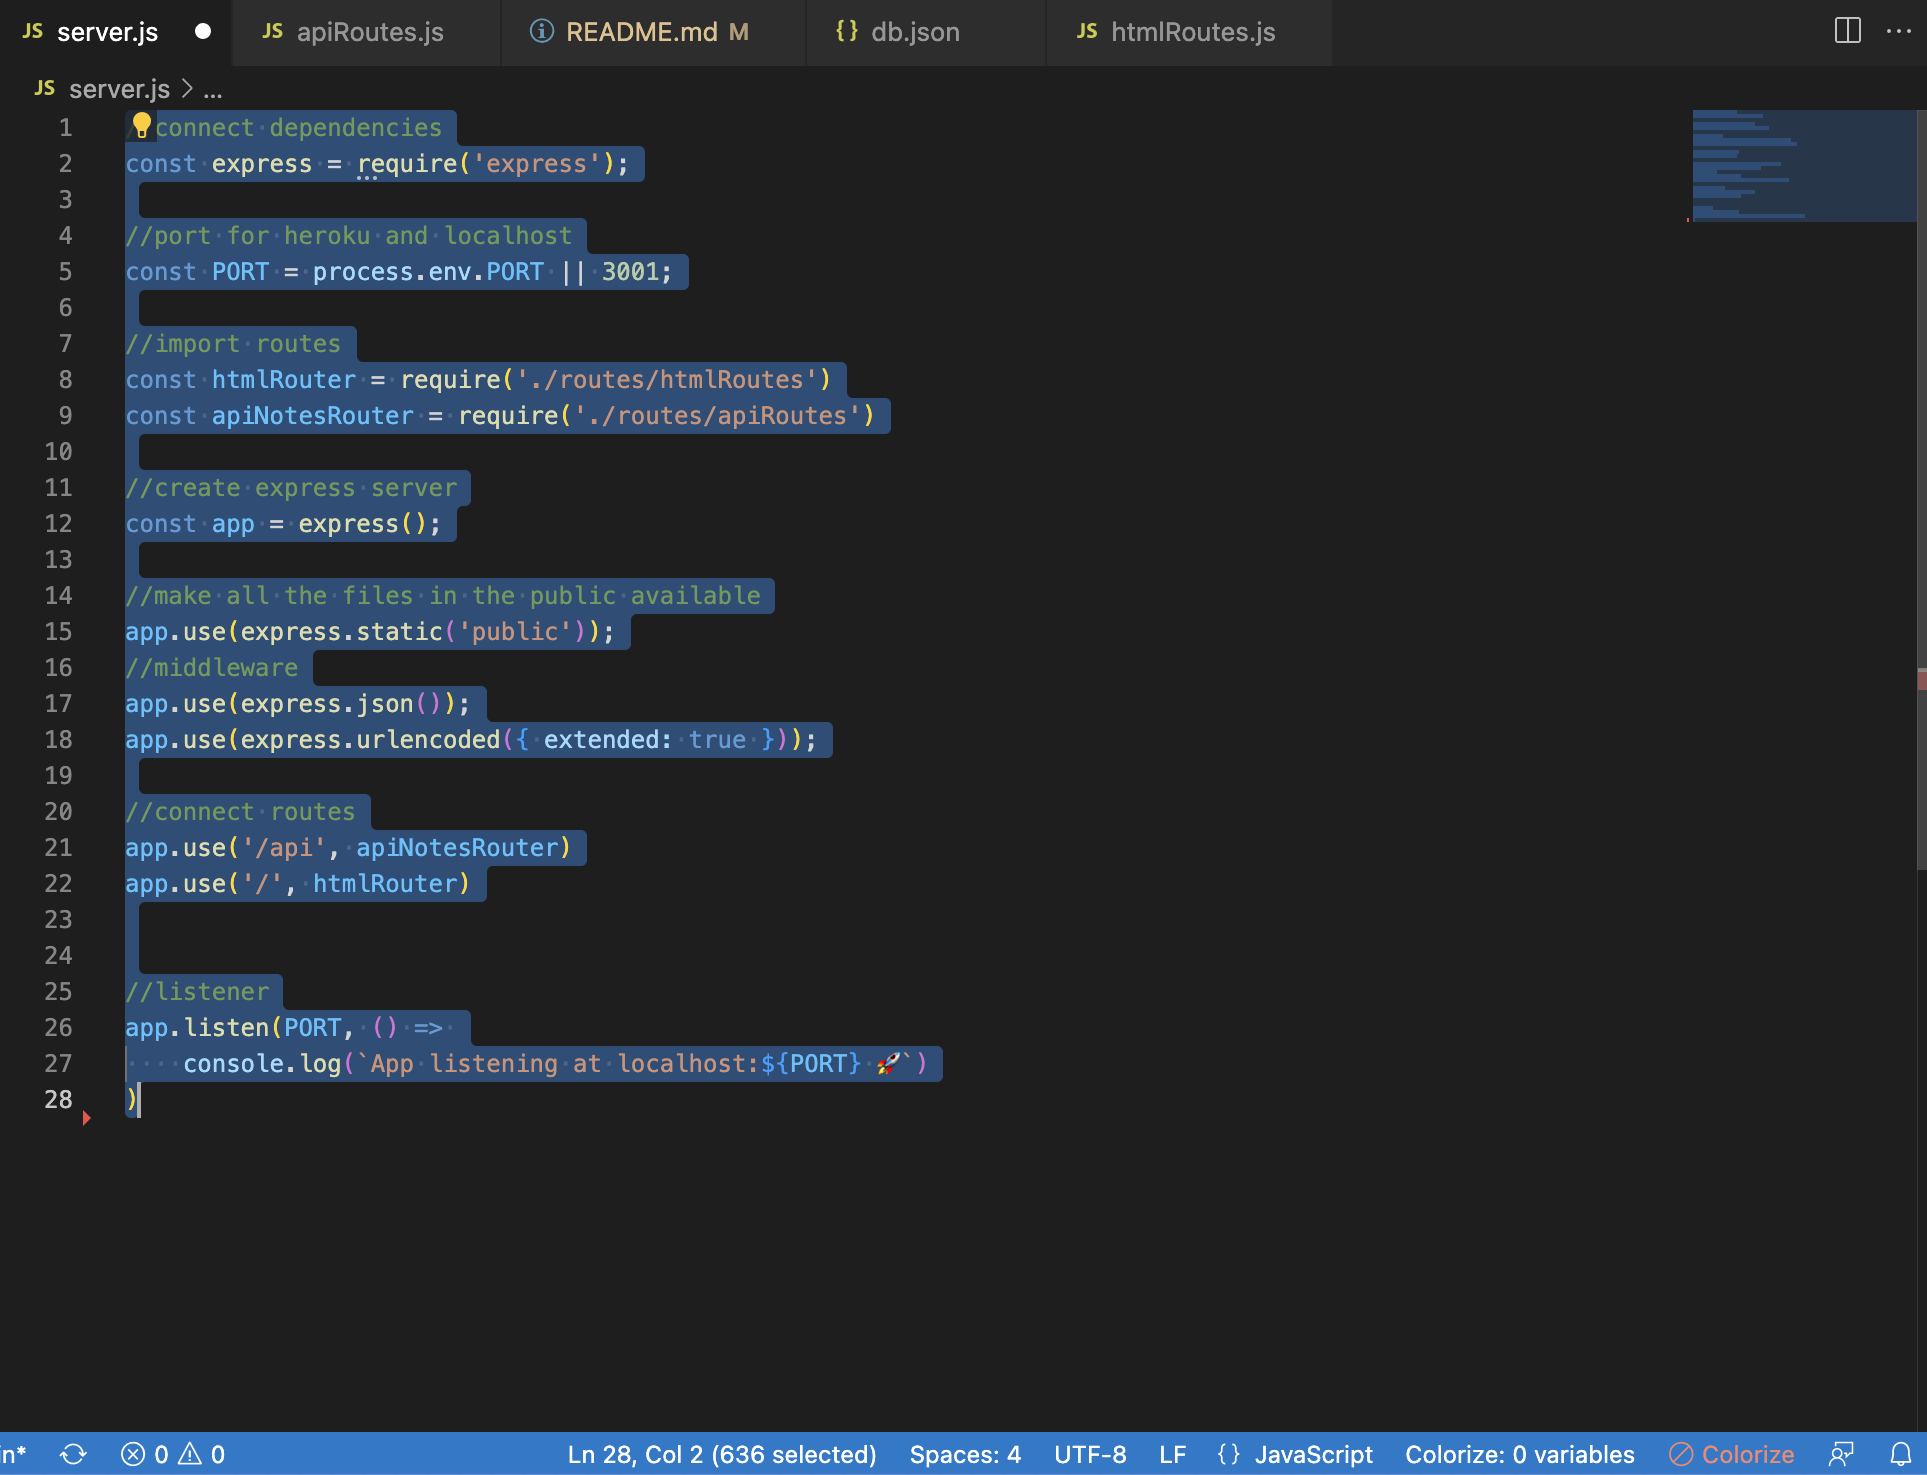 JS server.js JS apiRoutes.js README.md M {} db.json JS htmlRoutes.js
JS server.js > ...
1 connect dependencies
2 const express = require('express');
3
4 //port for heroku and localhost
5 const PORT = process.env.PORT || 3001;
6
7 //import routes
8 const htmlRouter = require('./routes/htmlRoutes')
9 const apiNotesRouter = require('./routes/apiRoutes')
10
11 //create express server
12 const app = express();
13
14 //make all the files in the public available
15 app.use(express.static('public'));
16 //middleware
17 app.use(express.json());
18 app.use(express.urlencoded({ extended: true }));
19
20 //connect routes
21 app.use('/api', apiNotesRouter)
22 app.use('/', htmlRouter)
23
24
25 //listener
26 app.listen(PORT, () =>
27     console.log(`App listening at localhost:${PORT} 🚀`)
28 )
in* 0 0 Ln 28, Col 2 (636 selected) Spaces: 4 UTF-8 LF {} JavaScript Colorize: 0 variables Colorize